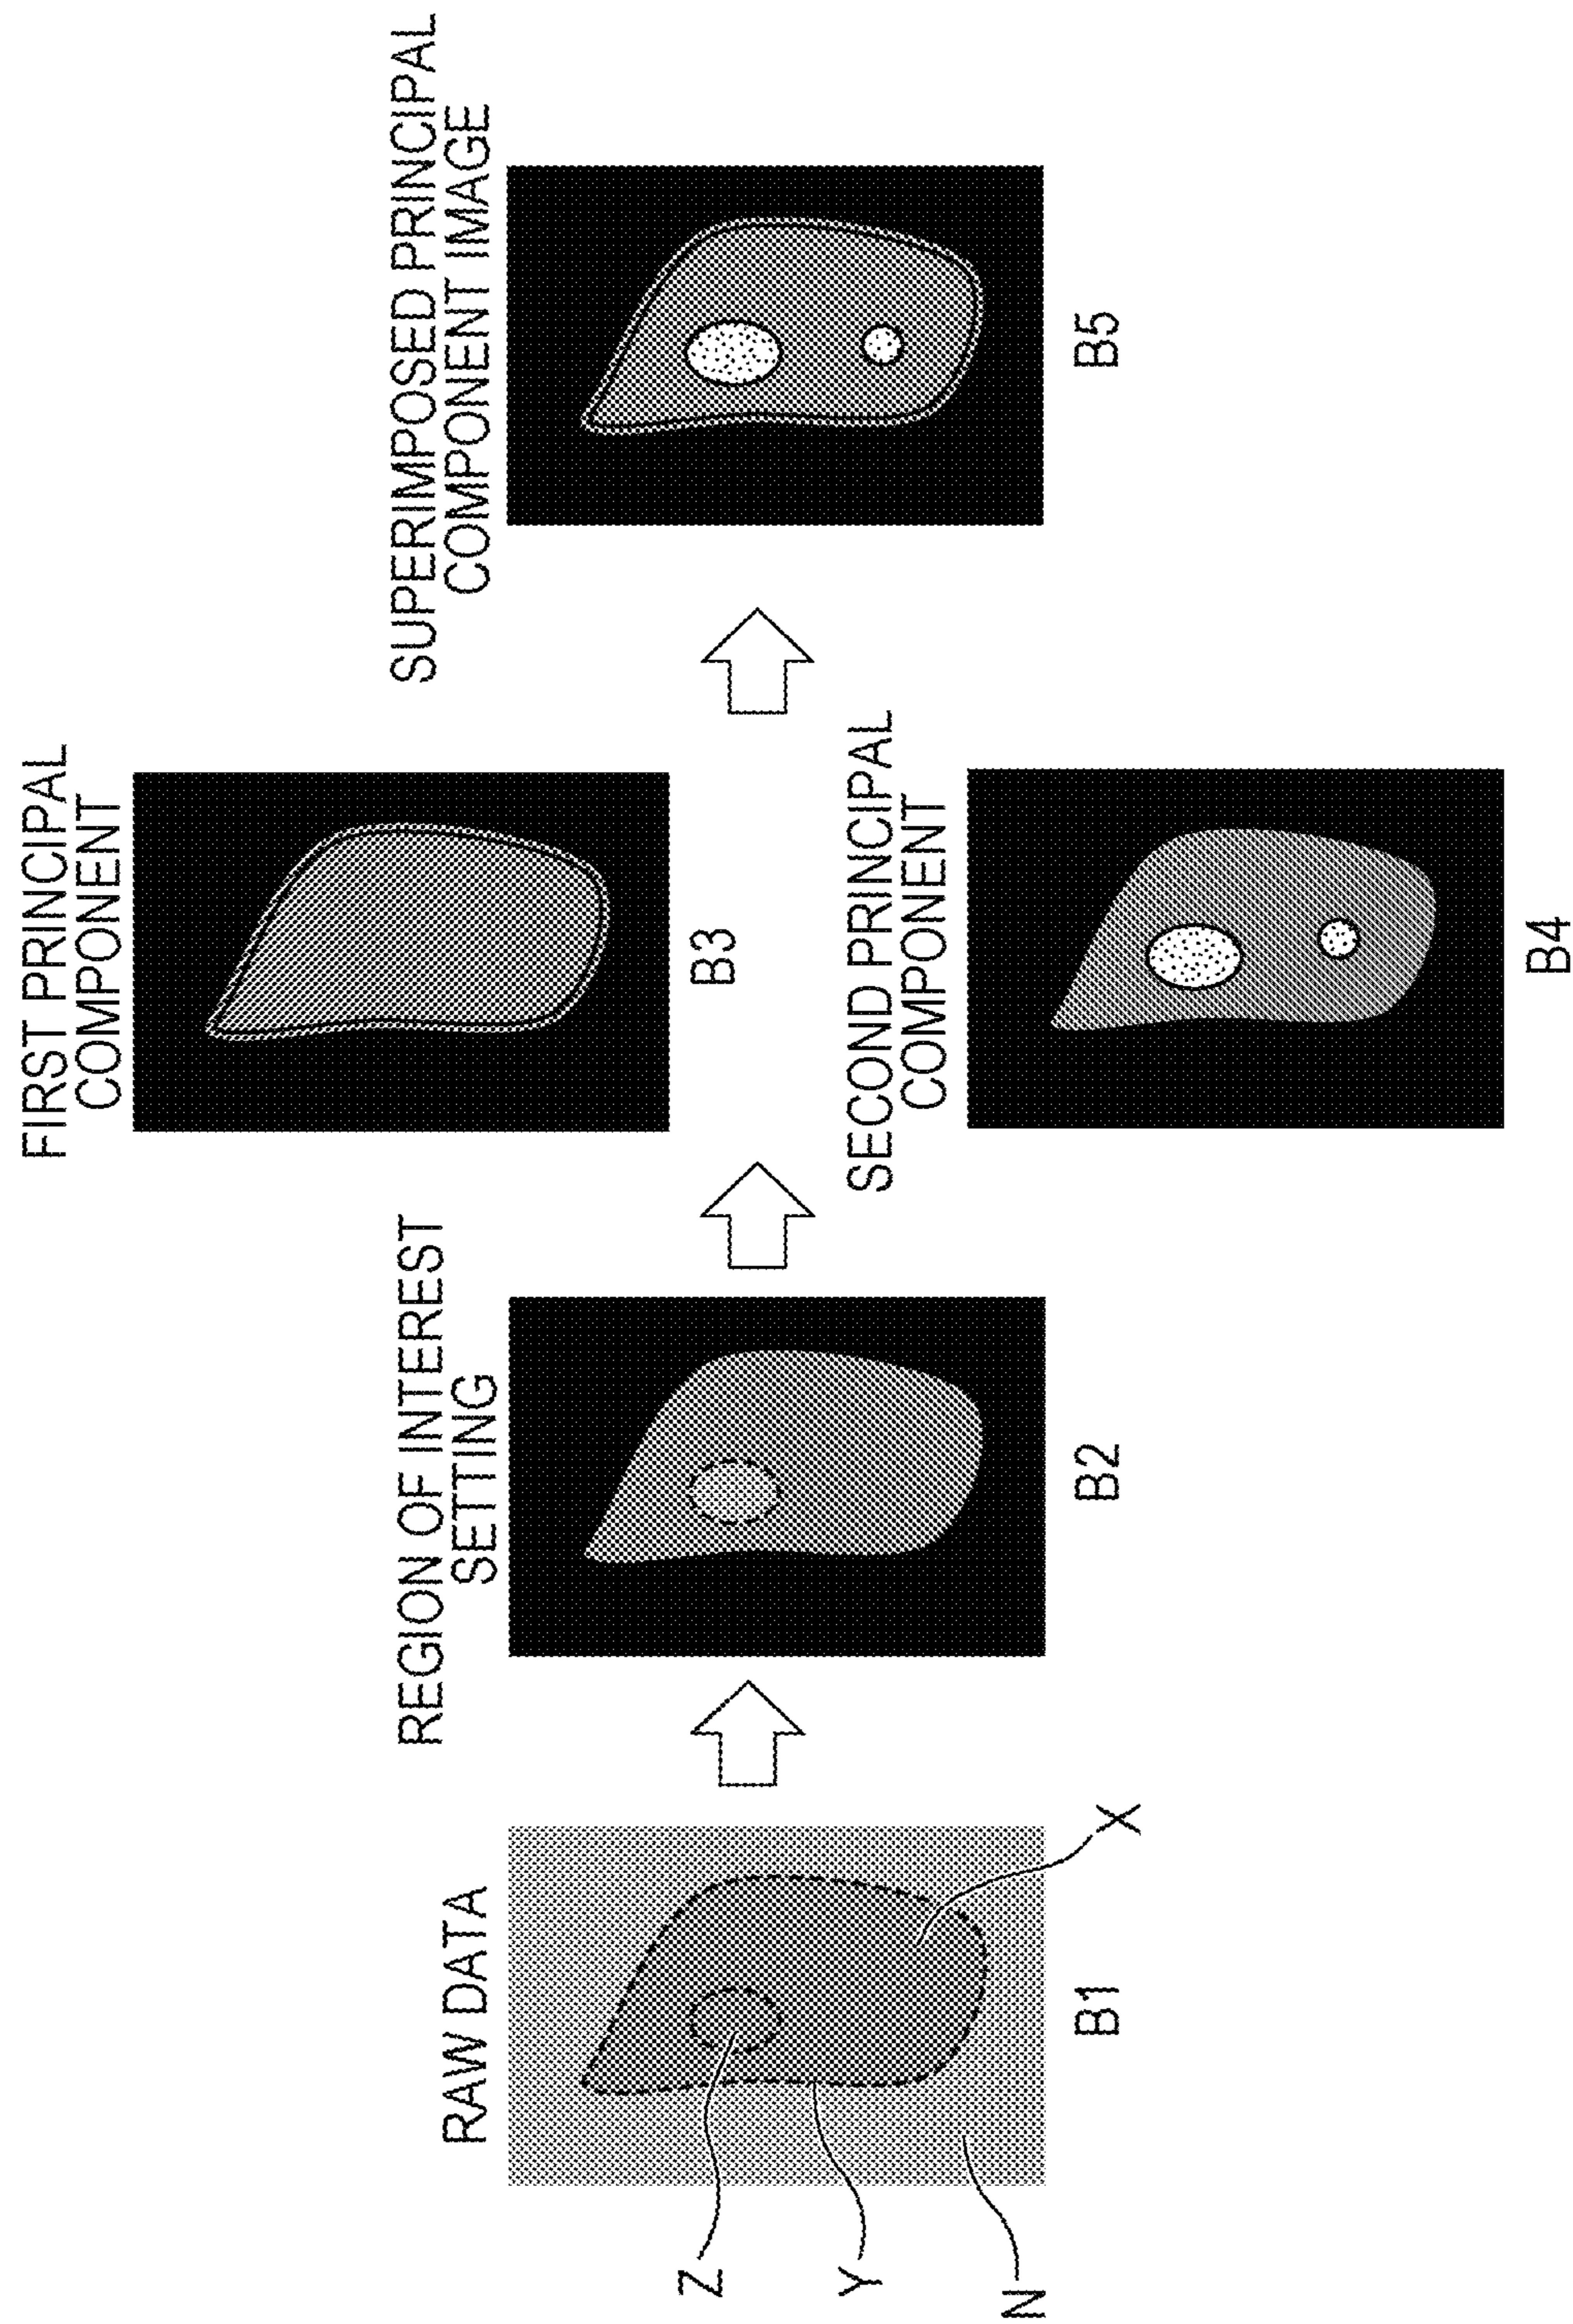 RAW DATA
Z
Y
N
X
B1
REGION OF INTEREST
SETTING
B2
FIRST PRINCIPAL
COMPONENT
B3
SECOND PRINCIPAL
COMPONENT
B4
SUPERIMPOSED PRINCIPAL
COMPONENT IMAGE
B5